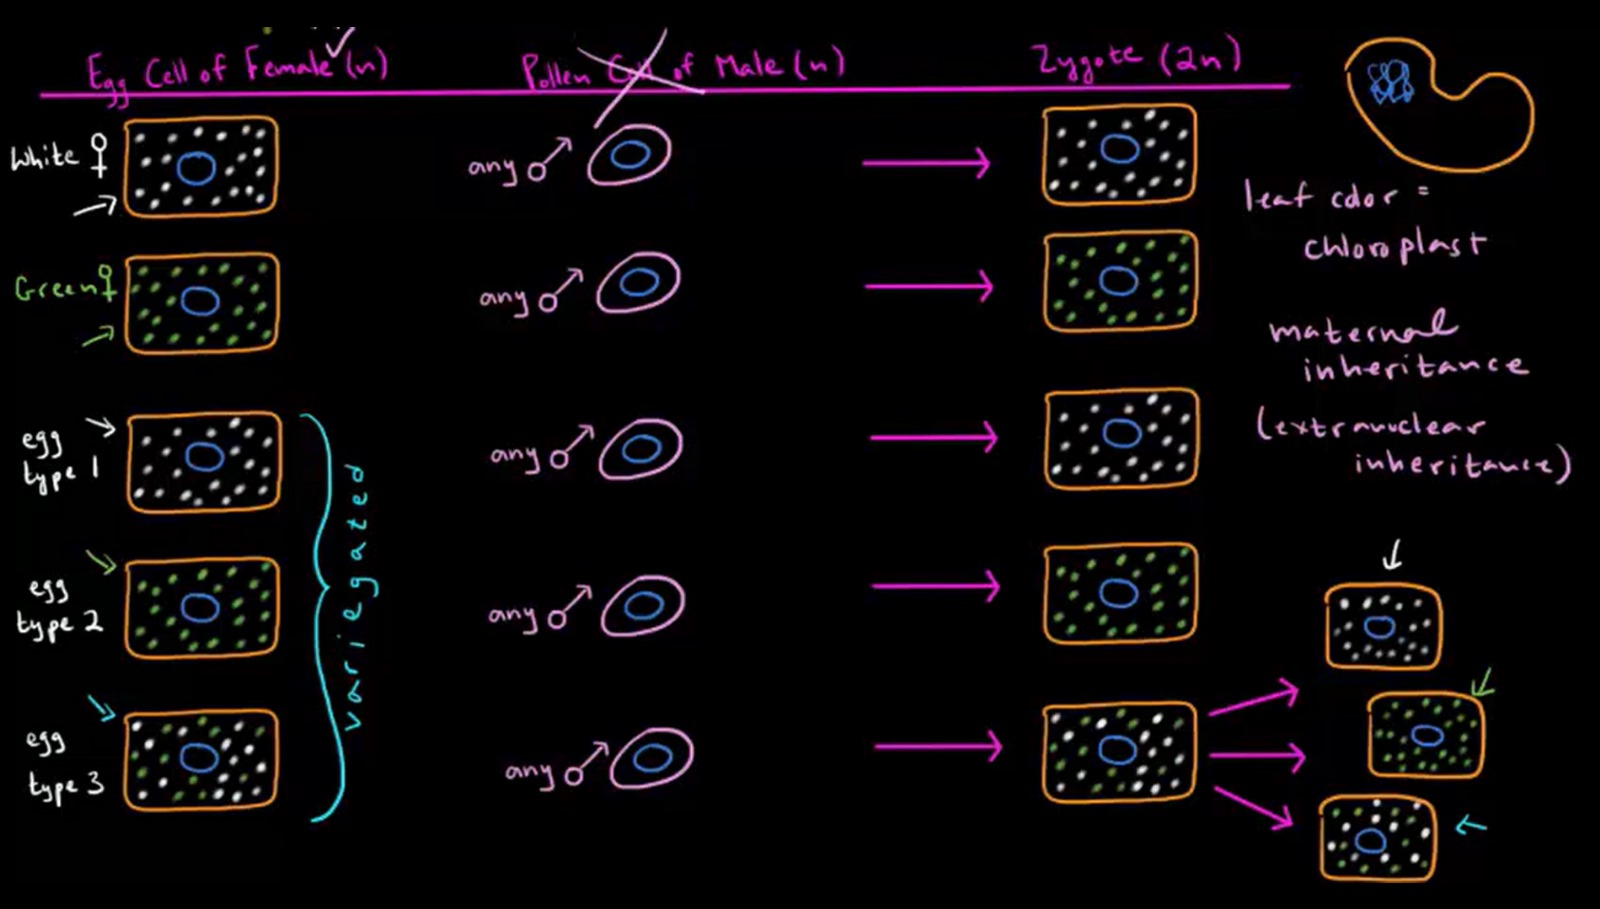 Egg Cell of Female (n)
Pollen Cell of Male (n)
Zygote (2n)
White ♀
any ♂
leaf color =
chloroplast
Green ♀
any ♂
maternal
inheritance
(extranuclear
inheritance)
egg
type 1
any ♂
variegated
egg
type 2
any ♂
egg
type 3
any ♂